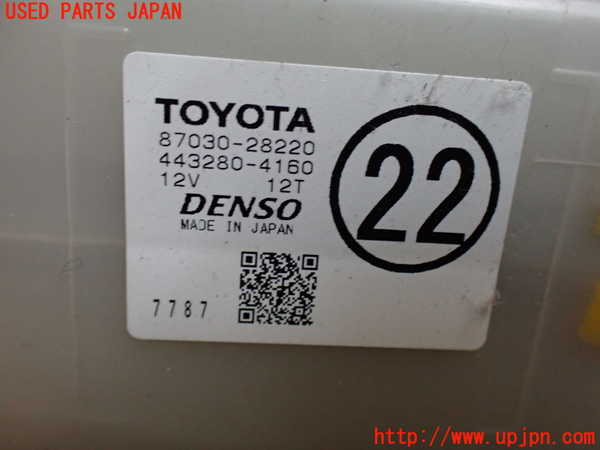 USED PARTS JAPAN
TOYOTA
87030-28220
443280-4160
12V 12T
DENSO
MADE IN JAPAN
22
7787
http://www.upjpn.com/